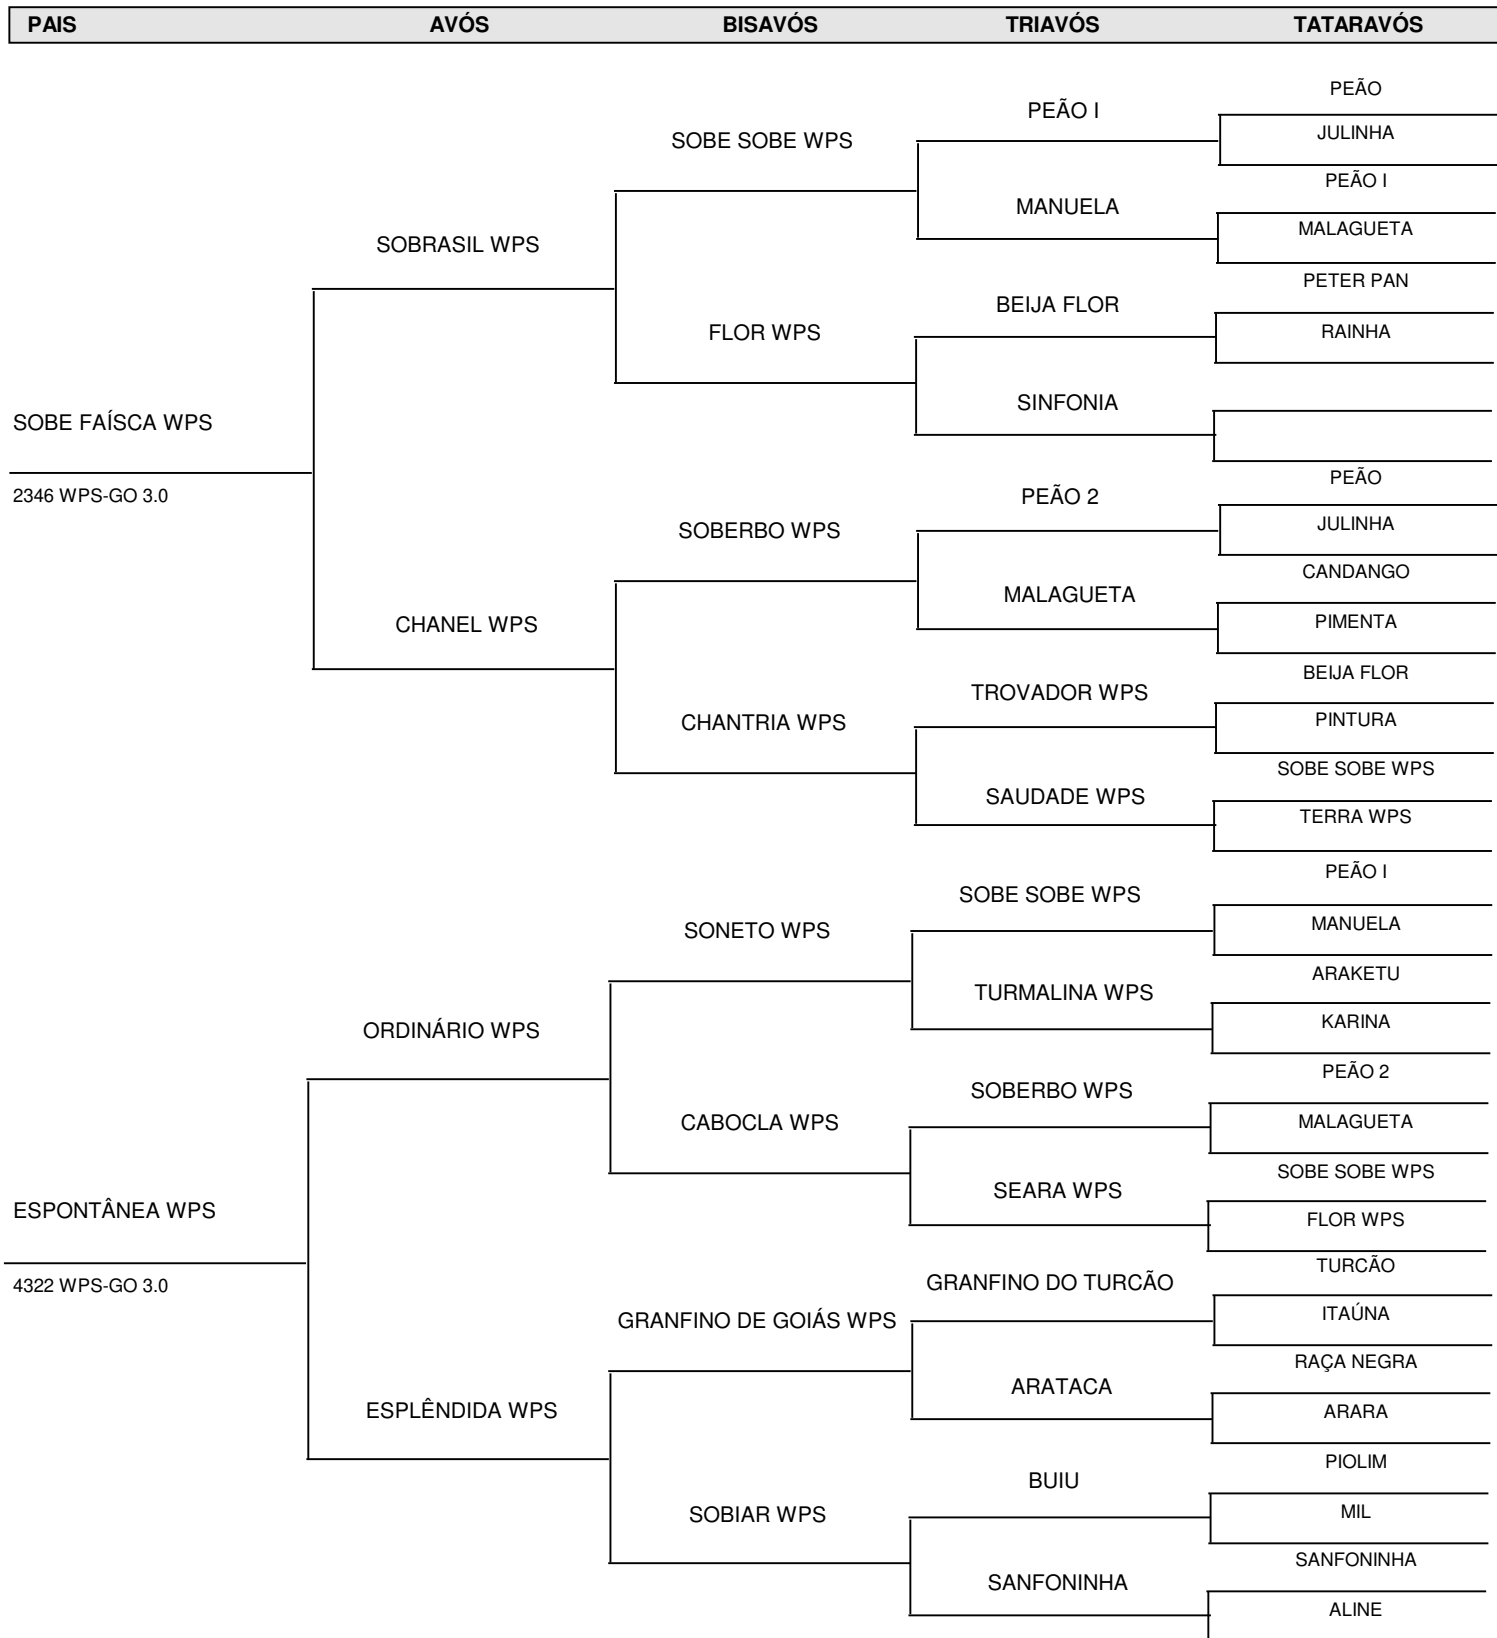 PAIS AVÓS BISAVÓS TRIAVÓS TATARAVÓS
PEÃO
PEÃO I
JULINHA
SOBE SOBE WPS
PEÃO I
MANUELA
MALAGUETA
SOBRASIL WPS
PETER PAN
BEIJA FLOR
RAINHA
FLOR WPS
SINFONIA
SOBE FAÍSCA WPS
2346 WPS-GO 3.0
PEÃO
PEÃO 2
JULINHA
SOBERBO WPS
CANDANGO
MALAGUETA
PIMENTA
CHANEL WPS
BEIJA FLOR
TROVADOR WPS
PINTURA
CHANTRIA WPS
SOBE SOBE WPS
SAUDADE WPS
TERRA WPS
PEÃO I
SOBE SOBE WPS
MANUELA
SONETO WPS
ARAKETU
TURMALINA WPS
KARINA
ORDINÁRIO WPS
PEÃO 2
SOBERBO WPS
MALAGUETA
CABOCLA WPS
SOBE SOBE WPS
SEARA WPS
FLOR WPS
ESPONTÂNEA WPS
4322 WPS-GO 3.0
TURCÃO
GRANFINO DO TURCÃO
ITAÚNA
GRANFINO DE GOIÁS WPS
RAÇA NEGRA
ARATACA
ARARA
ESPLÊNDIDA WPS
PIOLIM
BUIU
MIL
SOBIAR WPS
SANFONINHA
SANFONINHA
ALINE